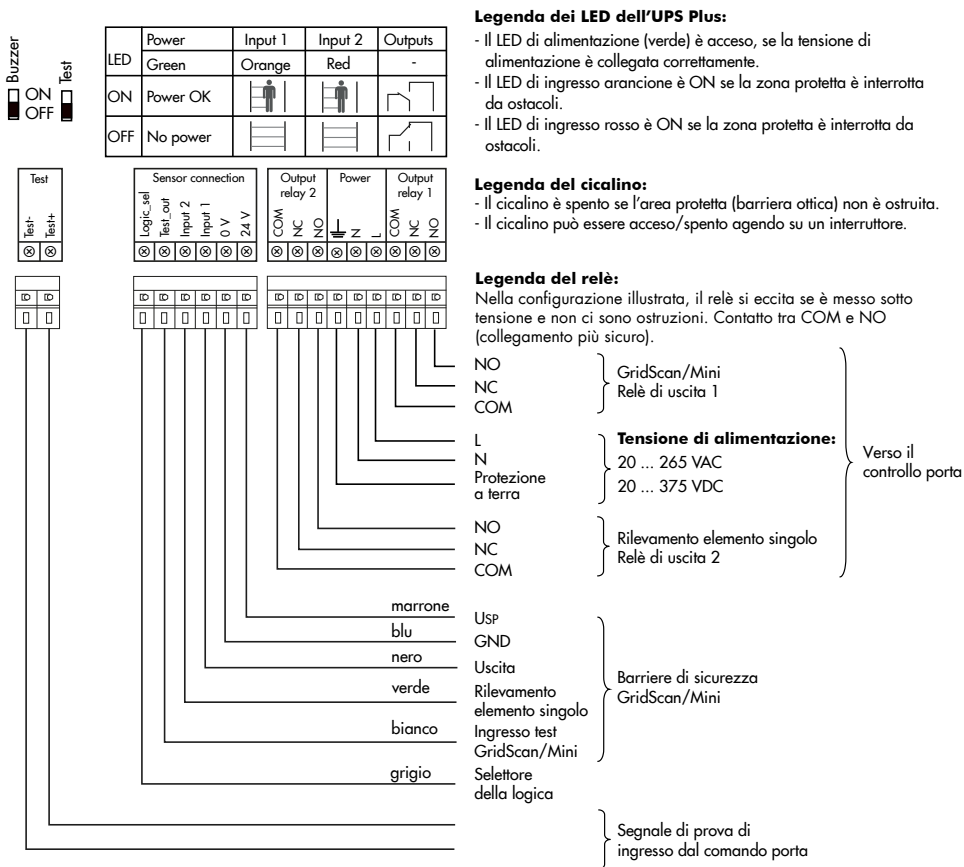 Buzzer
ON
OFF
Test
LED
Power
Input 1
Input 2
Outputs
Green
Orange
Red
-
ON
Power OK
OFF
No power
Test
Test-
Test+
Sensor connection
Logic_sel
Test_out
Input 2
Input 1
0 V
24 V
Output
relay 2
COM
NC
NO
Power
N
L
Output
relay 1
COM
NC
NO
Legenda dei LED dell’UPS Plus:
- Il LED di alimentazione (verde) è acceso, se la tensione di
alimentazione è collegata correttamente.
- Il LED di ingresso arancione è ON se la zona protetta è interrotta
da ostacoli.
- Il LED di ingresso rosso è ON se la zona protetta è interrotta da
ostacoli.
Legenda del cicalino:
- Il cicalino è spento se l’area protetta (barriera ottica) non è ostruita.
- Il cicalino può essere acceso/spento agendo su un interruttore.
Legenda del relè:
Nella configurazione illustrata, il relè si eccita se è messo sotto
tensione e non ci sono ostruzioni. Contatto tra COM e NO
(collegamento più sicuro).
NO
NC
COM
GridScan/Mini
Relè di uscita 1
L
N
Protezione
a terra
Tensione di alimentazione:
20 ... 265 VAC
20 ... 375 VDC
Verso il
controllo porta
NO
NC
COM
Rilevamento elemento singolo
Relè di uscita 2
marrone
USP
blu
GND
nero
Uscita
verde
Rilevamento
elemento singolo
bianco
Ingresso test
GridScan/Mini
grigio
Selettore
della logica
Barriere di sicurezza
GridScan/Mini
Segnale di prova di
ingresso dal comando porta